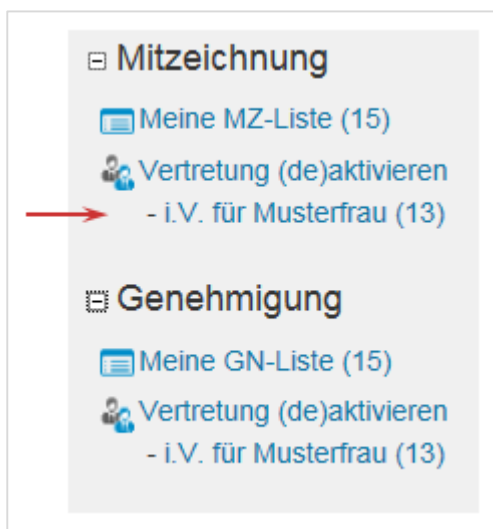 Mitzeichnung
Meine MZ-Liste (15)
Vertretung (de)aktivieren
- i.V. für Musterfrau (13)
Genehmigung
Meine GN-Liste (15)
Vertretung (de)aktivieren
- i.V. für Musterfrau (13)